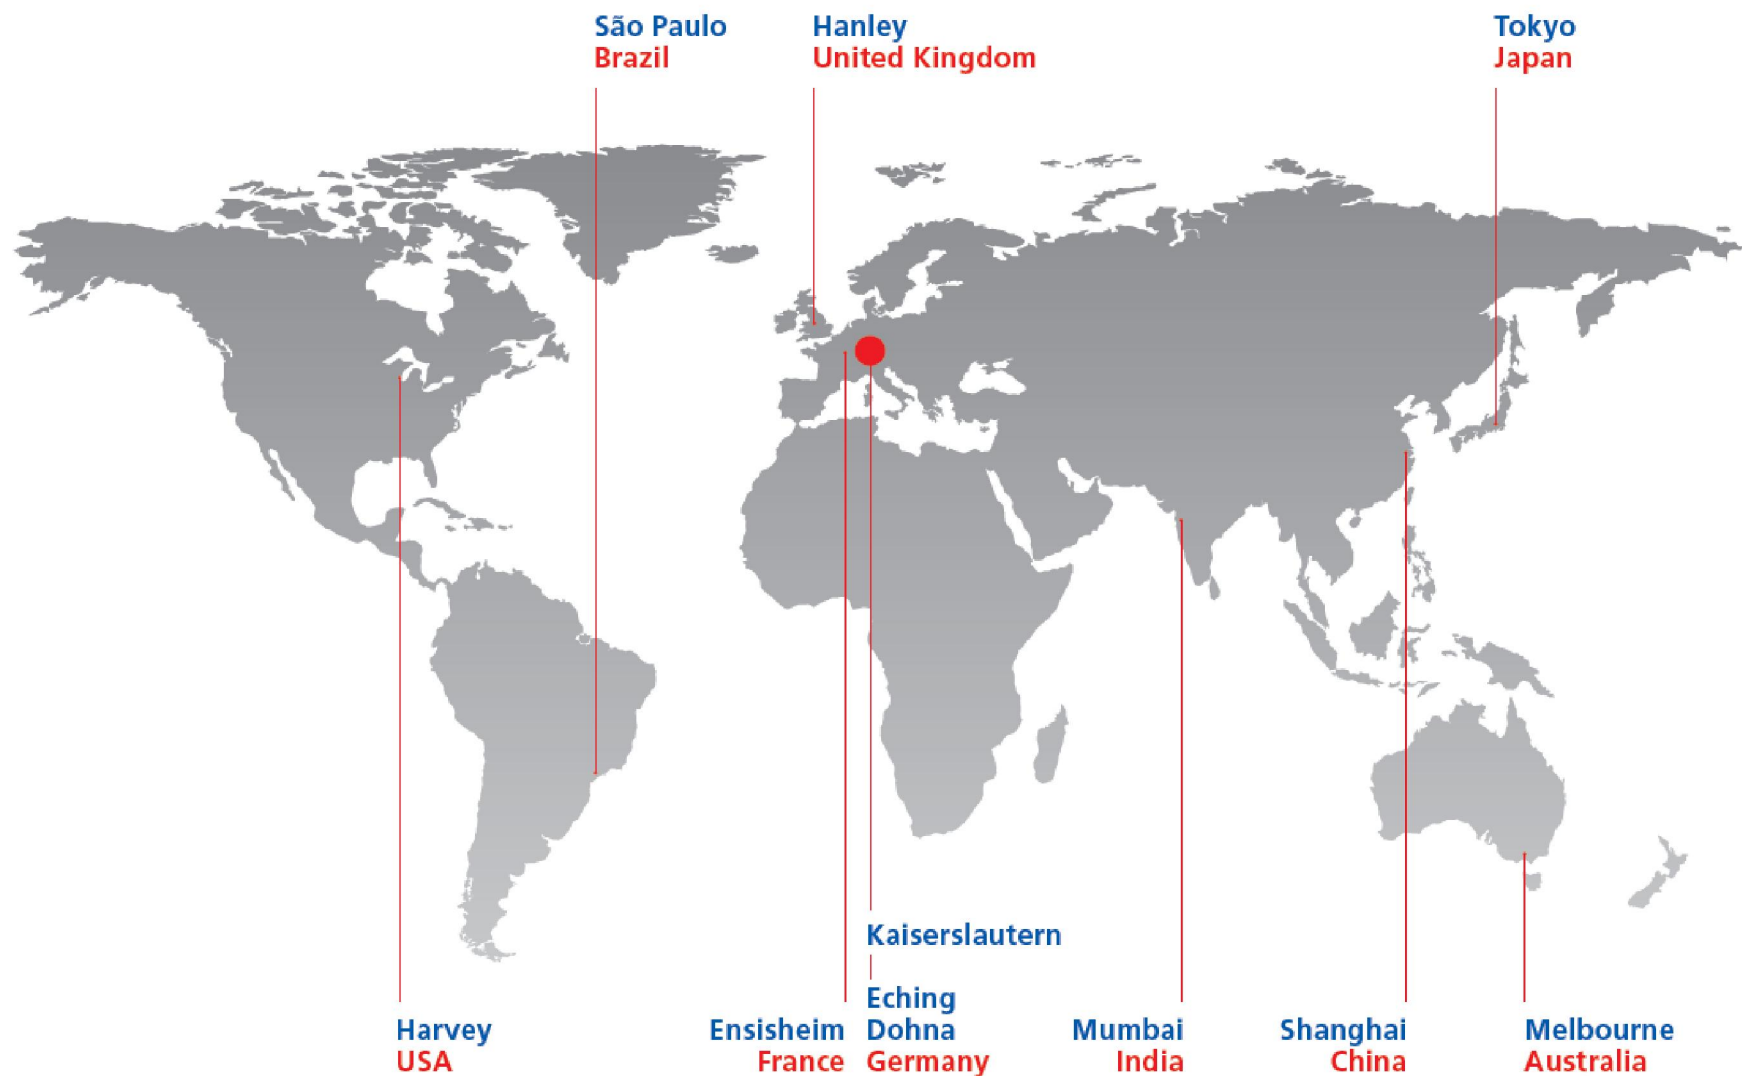 São Paulo
Brazil
Hanley
United Kingdom
Tokyo
Japan
Kaiserslautern
Harvey
USA
Ensisheim
France
Eching
Dohna
Germany
Mumbai
India
Shanghai
China
Melbourne
Australia